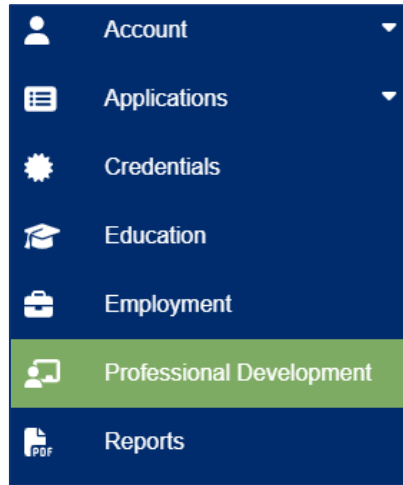 Account
Applications
Credentials
Education
Employment
Professional Development
PDF
Reports